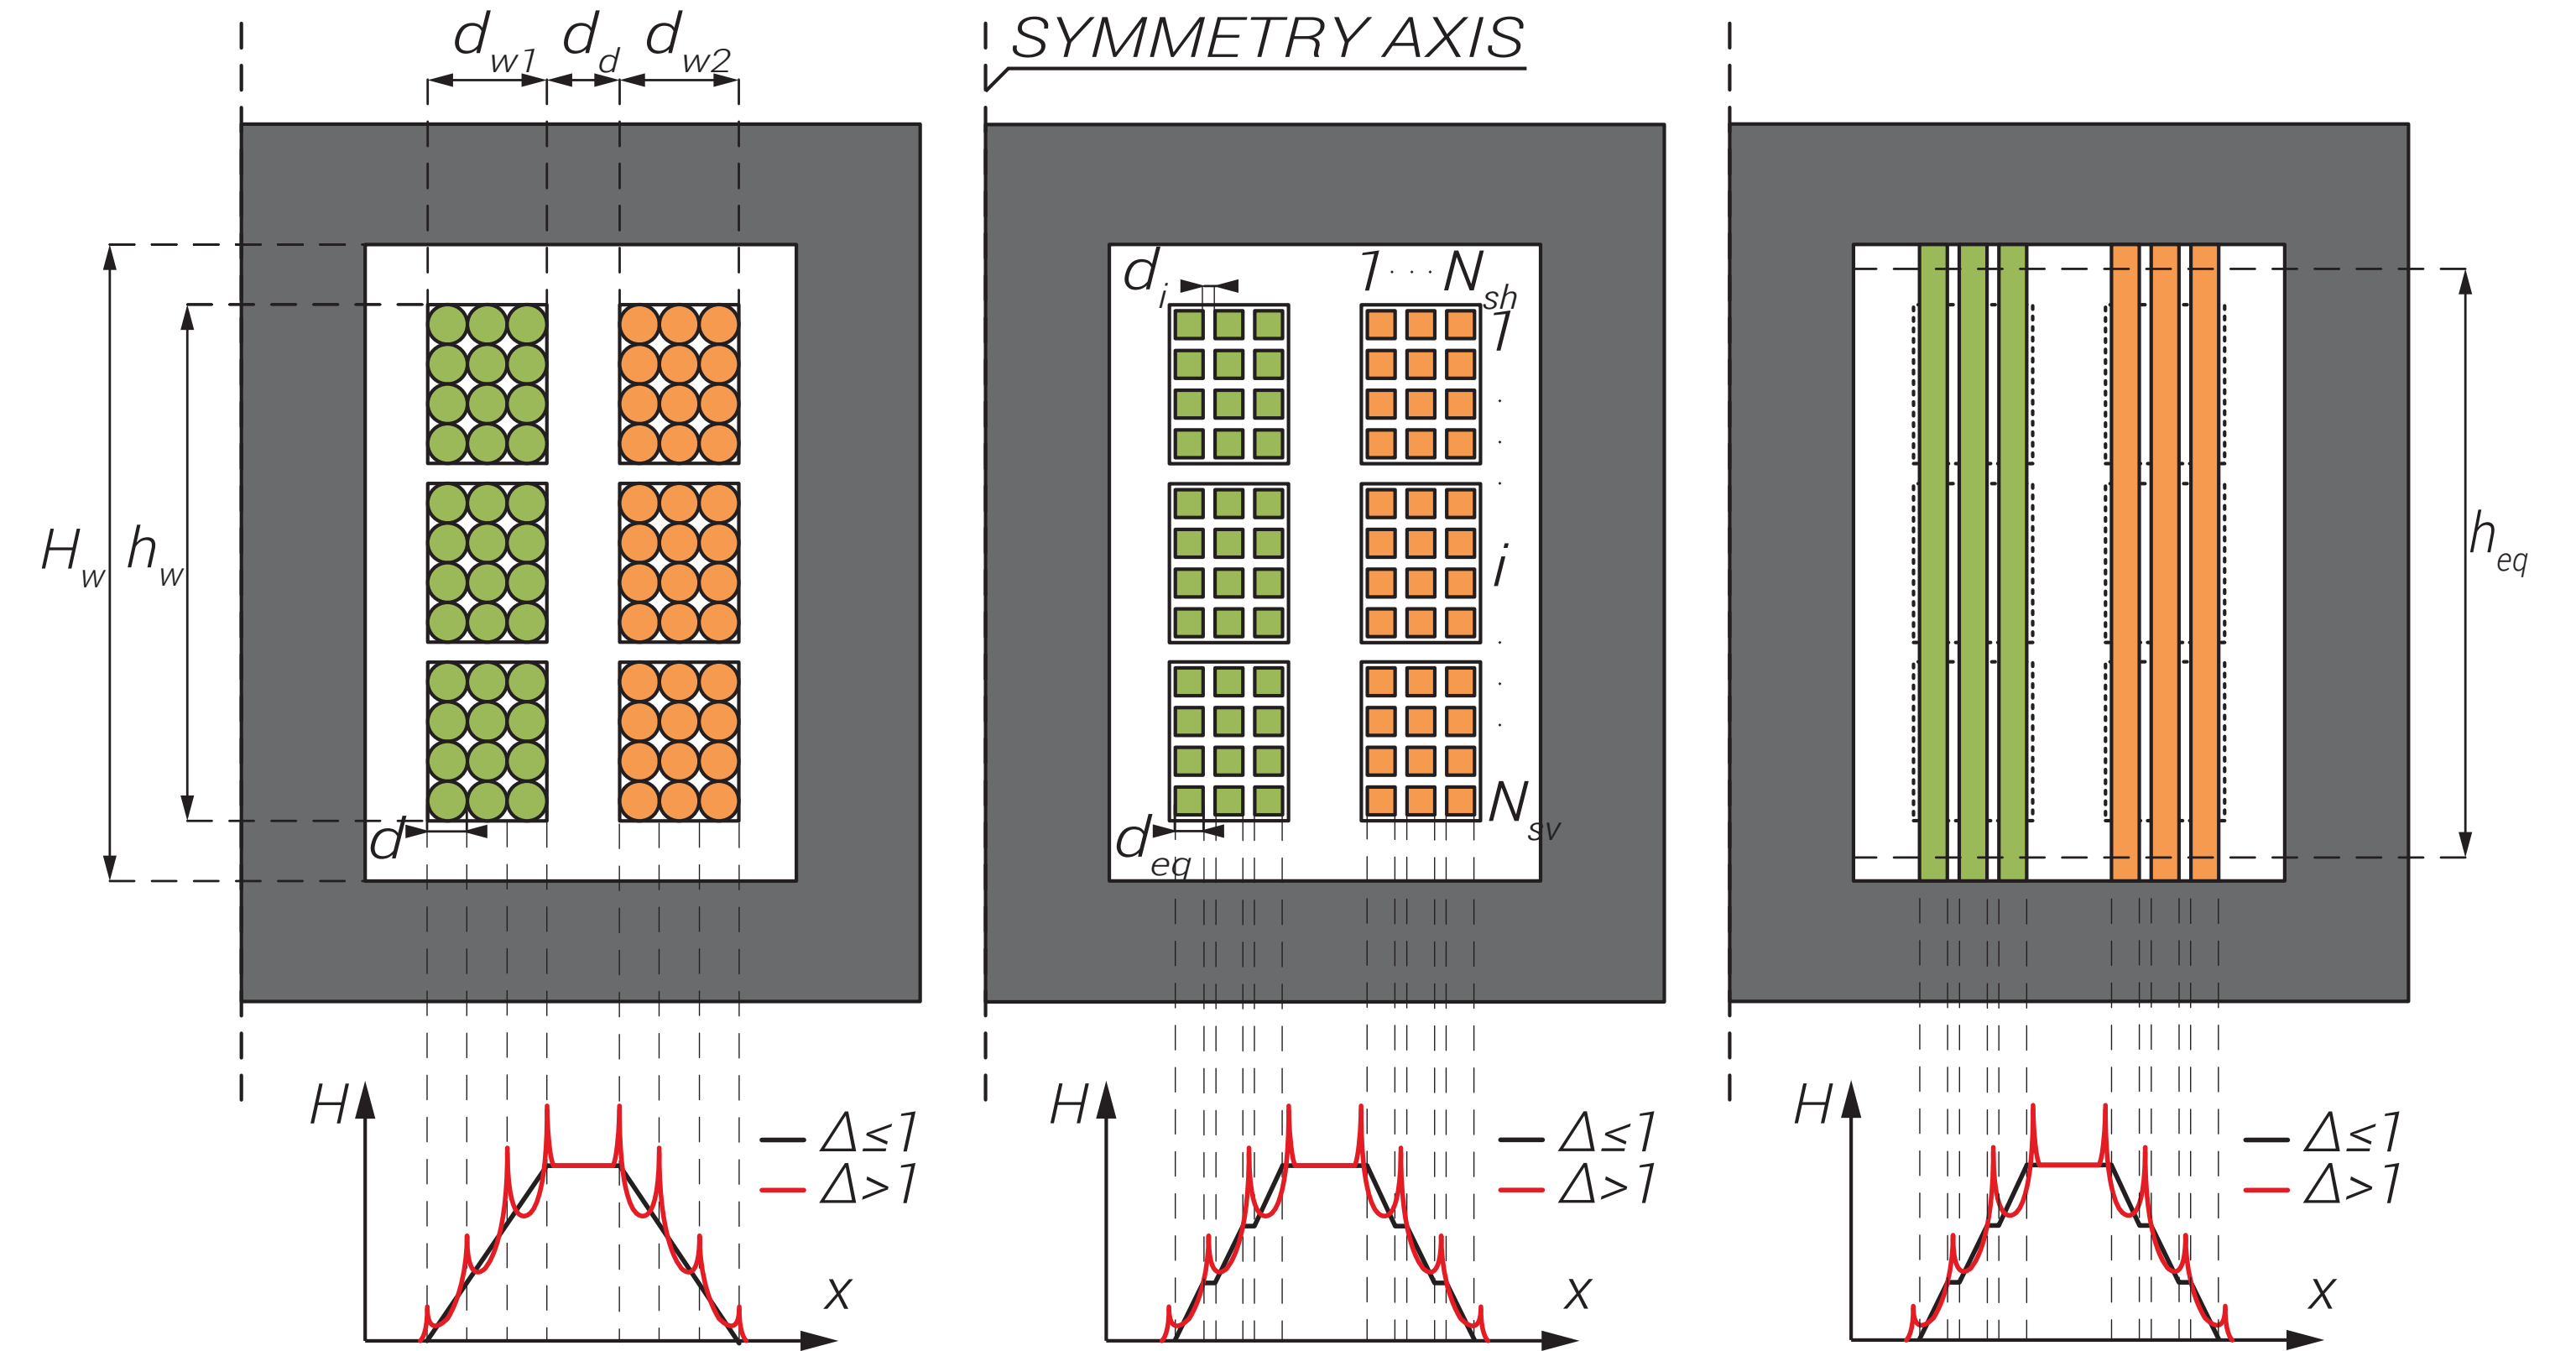 d_w1 d_d d_w2
SYMMETRY AXIS
H_w
h_w
d
d_i
1 · · · N_sh
1
i
N_sv
d_eq
h_eq
H
Δ≤1
Δ>1
x
H
Δ≤1
Δ>1
x
H
Δ≤1
Δ>1
x